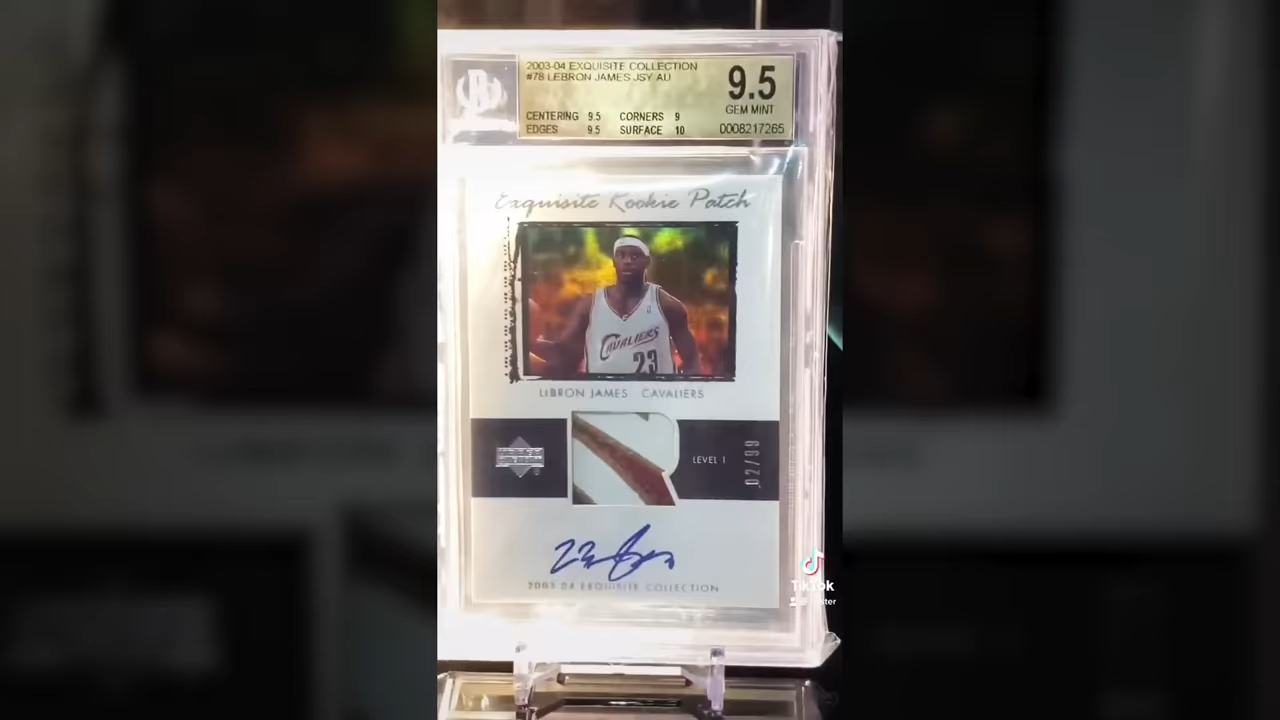 2003-04 EXQUISITE COLLECTION
#78 LEBRON JAMES JSY AU
9.5
GEM MINT
CENTERING 9.5 CORNERS 9
EDGES 9.5 SURFACE 10
0008217265
Exquisite Rookie Patch
CAVALIERS
23
LEBRON JAMES CAVALIERS
UPPER DECK
LEVEL 1
02/99
2003-04 EXQUISITE COLLECTION
TikTok